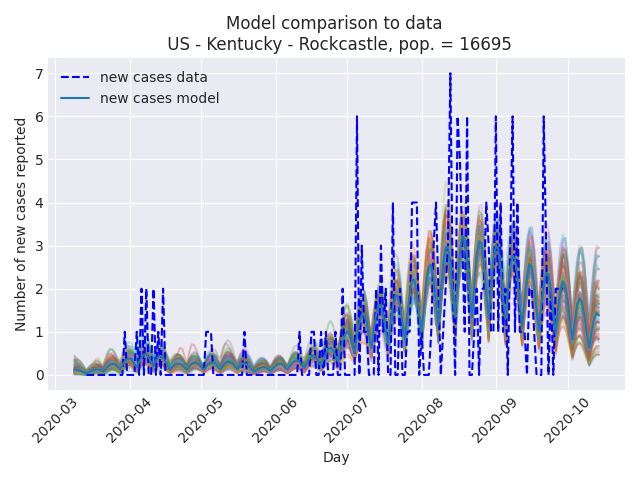 Model comparison to data
US - Kentucky - Rockcastle, pop. = 16695
new cases data
new cases model
Number of new cases reported
7
6
5
4
3
2
1
0
2020-03
2020-04
2020-05
2020-06
2020-07
2020-08
2020-09
2020-10
Day